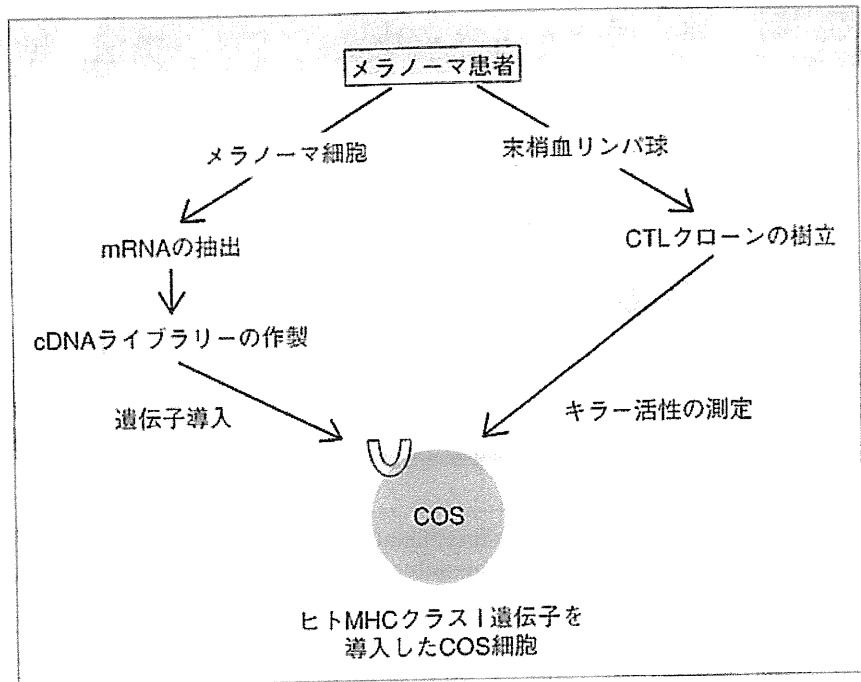 メラノーマ患者
メラノーマ細胞
末梢血リンパ球
mRNAの抽出
CTLクローンの樹立
cDNAライブラリーの作製
遺伝子導入
キラー活性の測定
COS
ヒトMHCクラスⅠ遺伝子を
導入したCOS細胞